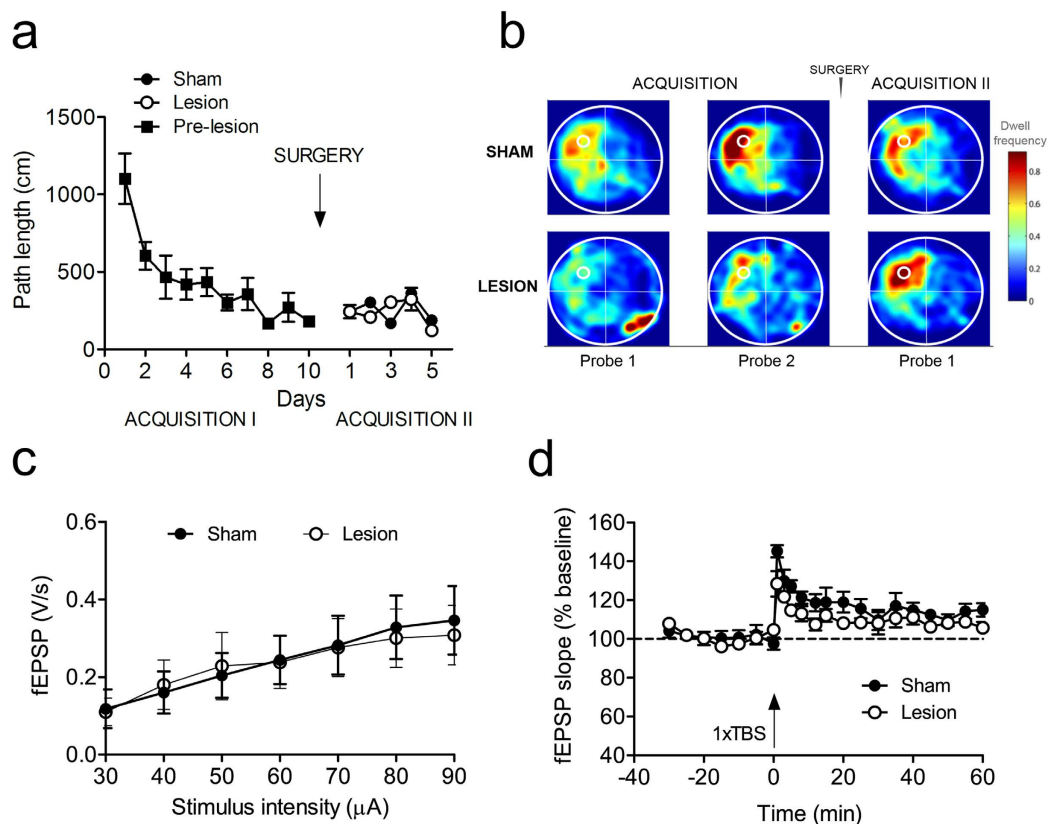 a
Sham
Lesion
Pre-lesion
SURGERY
Path length (cm)
1500
1000
500
0
2 4 6 8 10 1 3 5
Days
ACQUISITION I
ACQUISITION II
b
SURGERY
ACQUISITION
ACQUISITION II
SHAM
LESION
Dwell
frequency
0.8
0.6
0.4
0.2
0
Probe 1
Probe 2
Probe 1
c
Sham
Lesion
fEPSP (V/s)
0.6
0.4
0.2
0.0
30 40 50 60 70 80 90
Stimulus intensity (μA)
d
fEPSP slope (% baseline)
160
140
120
100
80
60
40
Sham
Lesion
1xTBS
-40 -20 0 20 40 60
Time (min)